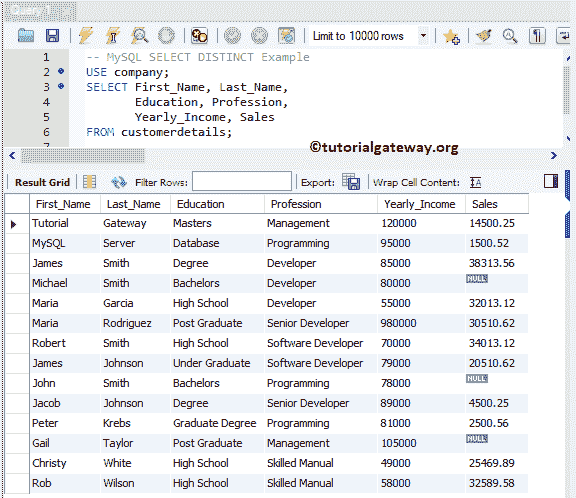 Query 1
Limit to 10000 rows
1 -- MySQL SELECT DISTINCT Example
2 USE company;
3 SELECT First_Name, Last_Name,
4 Education, Profession,
5 Yearly_Income, Sales
6 FROM customerdetails;
©tutorialgateway.org
Result Grid Filter Rows: Export: Wrap Cell Content:
First_Name Last_Name Education Profession Yearly_Income Sales
Tutorial Gateway Masters Management 120000 14500.25
MySQL Server Database Programming 95000 1500.52
James Smith Degree Developer 85000 38313.56
Michael Smith Bachelors Developer 80000 NULL
Maria Garcia High School Developer 55000 32013.12
Maria Rodriguez Post Graduate Senior Developer 980000 30510.62
Robert Smith High School Software Developer 70000 34013.12
James Johnson Under Graduate Software Developer 79000 20510.62
John Smith Bachelors Programming 78000 NULL
Jacob Johnson Degree Senior Developer 89000 4500.25
Peter Krebs Graduate Degree Programming 81000 2500.56
Gail Taylor Post Graduate Management 105000 NULL
Christy White High School Skilled Manual 49000 25469.89
Rob Wilson High School Skilled Manual 58000 32589.58